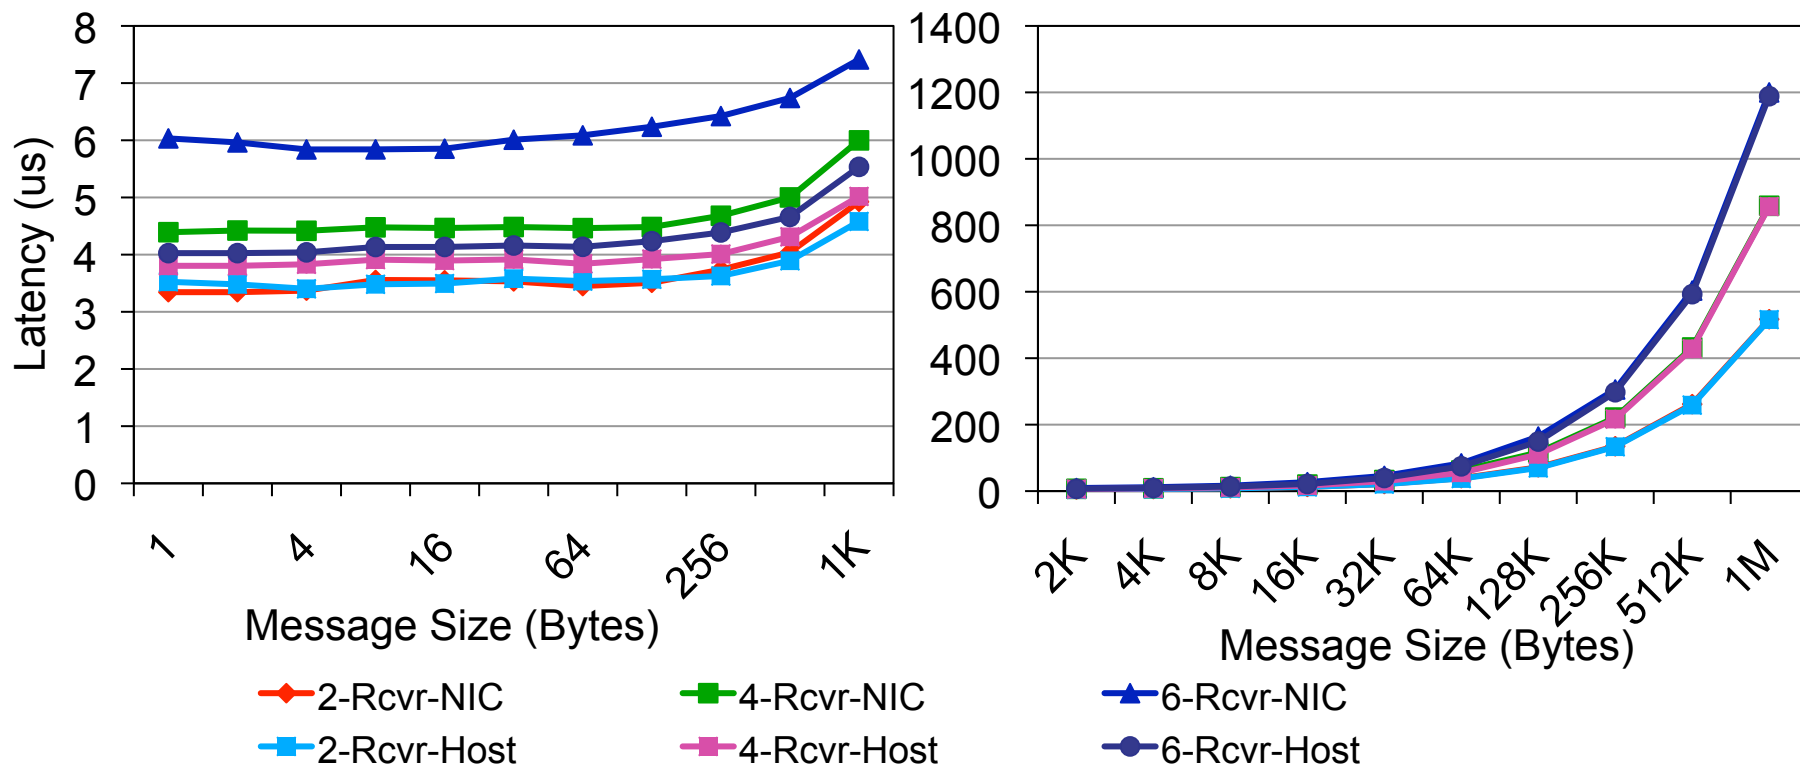 8
7
6
5
4
3
2
1
0
Latency (us)
1 4 16 64 256 1K
Message Size (Bytes)
1400
1200
1000
800
600
400
200
0
2K 4K 8K 16K 32K 64K 128K 256K 512K 1M
Message Size (Bytes)
2-Rcvr-NIC 4-Rcvr-NIC 6-Rcvr-NIC
2-Rcvr-Host 4-Rcvr-Host 6-Rcvr-Host